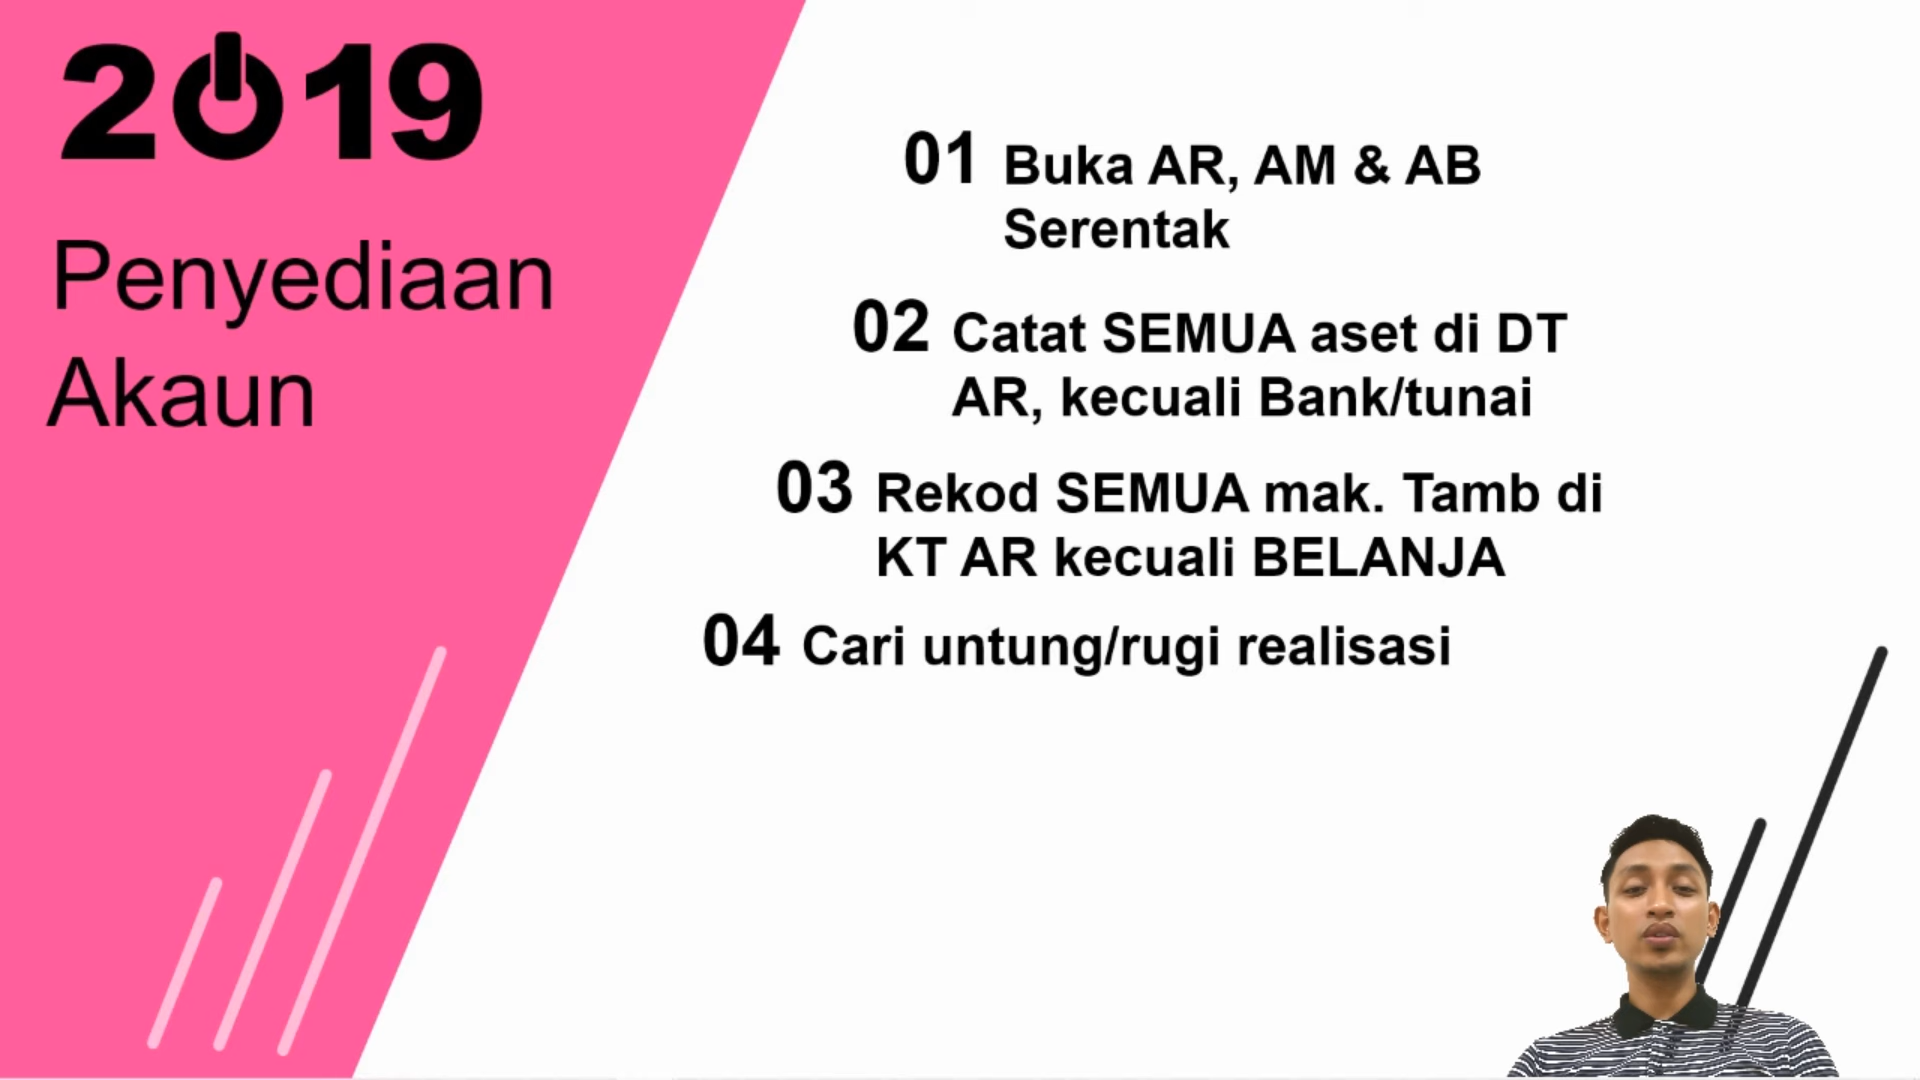 2019
Penyediaan
Akaun
01 Buka AR, AM & AB
Serentak
02 Catat SEMUA aset di DT
AR, kecuali Bank/tunai
03 Rekod SEMUA mak. Tamb di
KT AR kecuali BELANJA
04 Cari untung/rugi realisasi